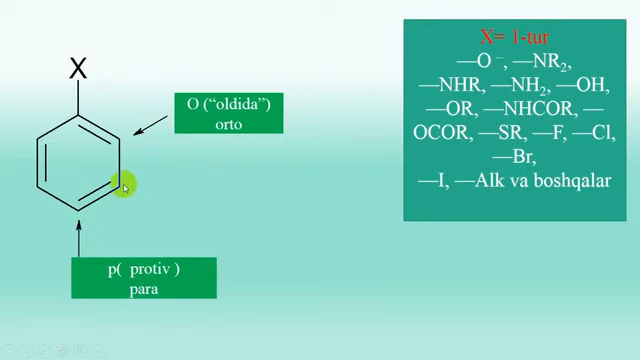 X
O (“oldida”)
orto
p( protiv )
para
X= 1-tur
—O⁻, —NR₂,
—NHR, —NH₂, —OH,
—OR, —NHCOR, —
OCOR, —SR, —F, —Cl,
—Br,
—I, —Alk va boshqalar